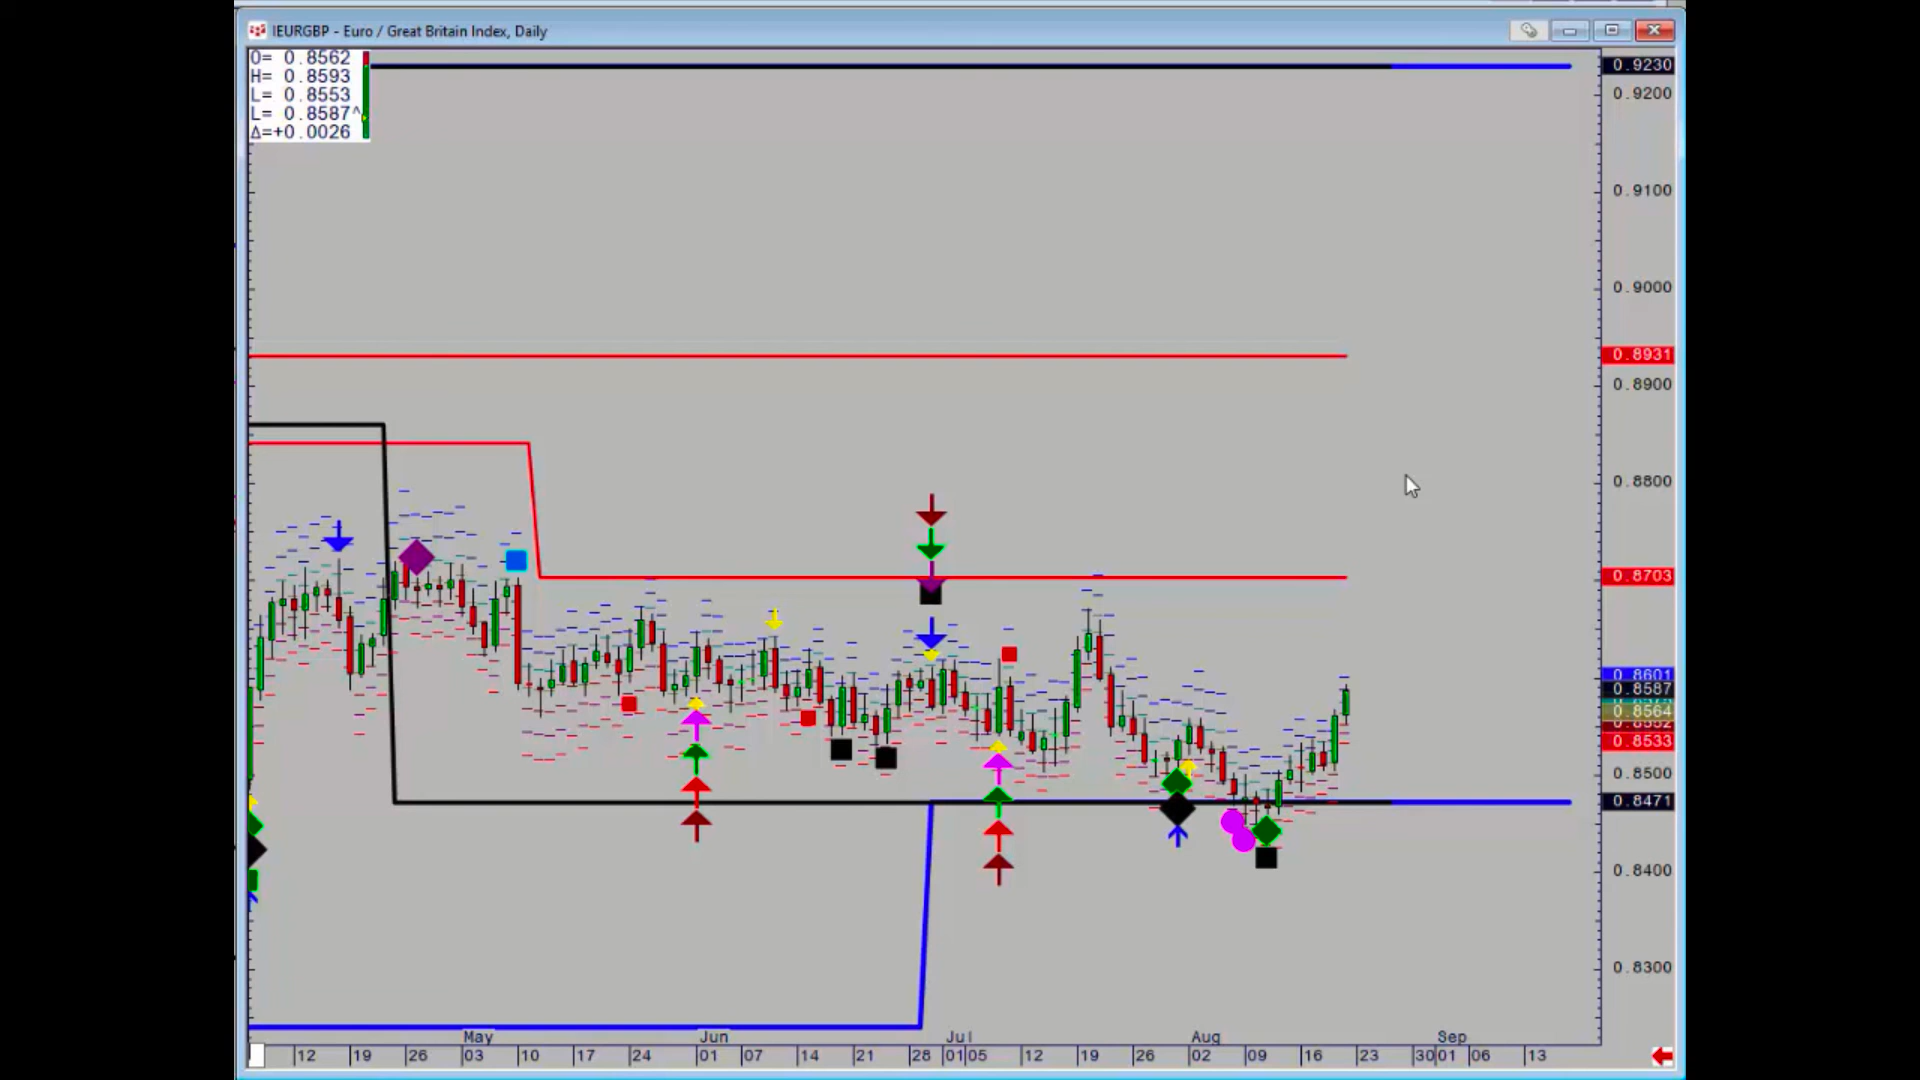 IEURGBP - Euro / Great Britain Index, Daily
O= 0.8562
H= 0.8593
L= 0.8553
L= 0.8587^
Δ=+0.0026
0.9230
0.9200
0.9100
0.9000
0.8931
0.8900
0.8800
0.8703
0.8601
0.8587
0.8564
0.8533
0.8500
0.8471
0.8400
0.8300
May Jun Jul Aug Sep
12 19 26 03 10 17 24 01 07 14 21 28 01 05 12 19 26 02 09 16 23 30 01 06 13